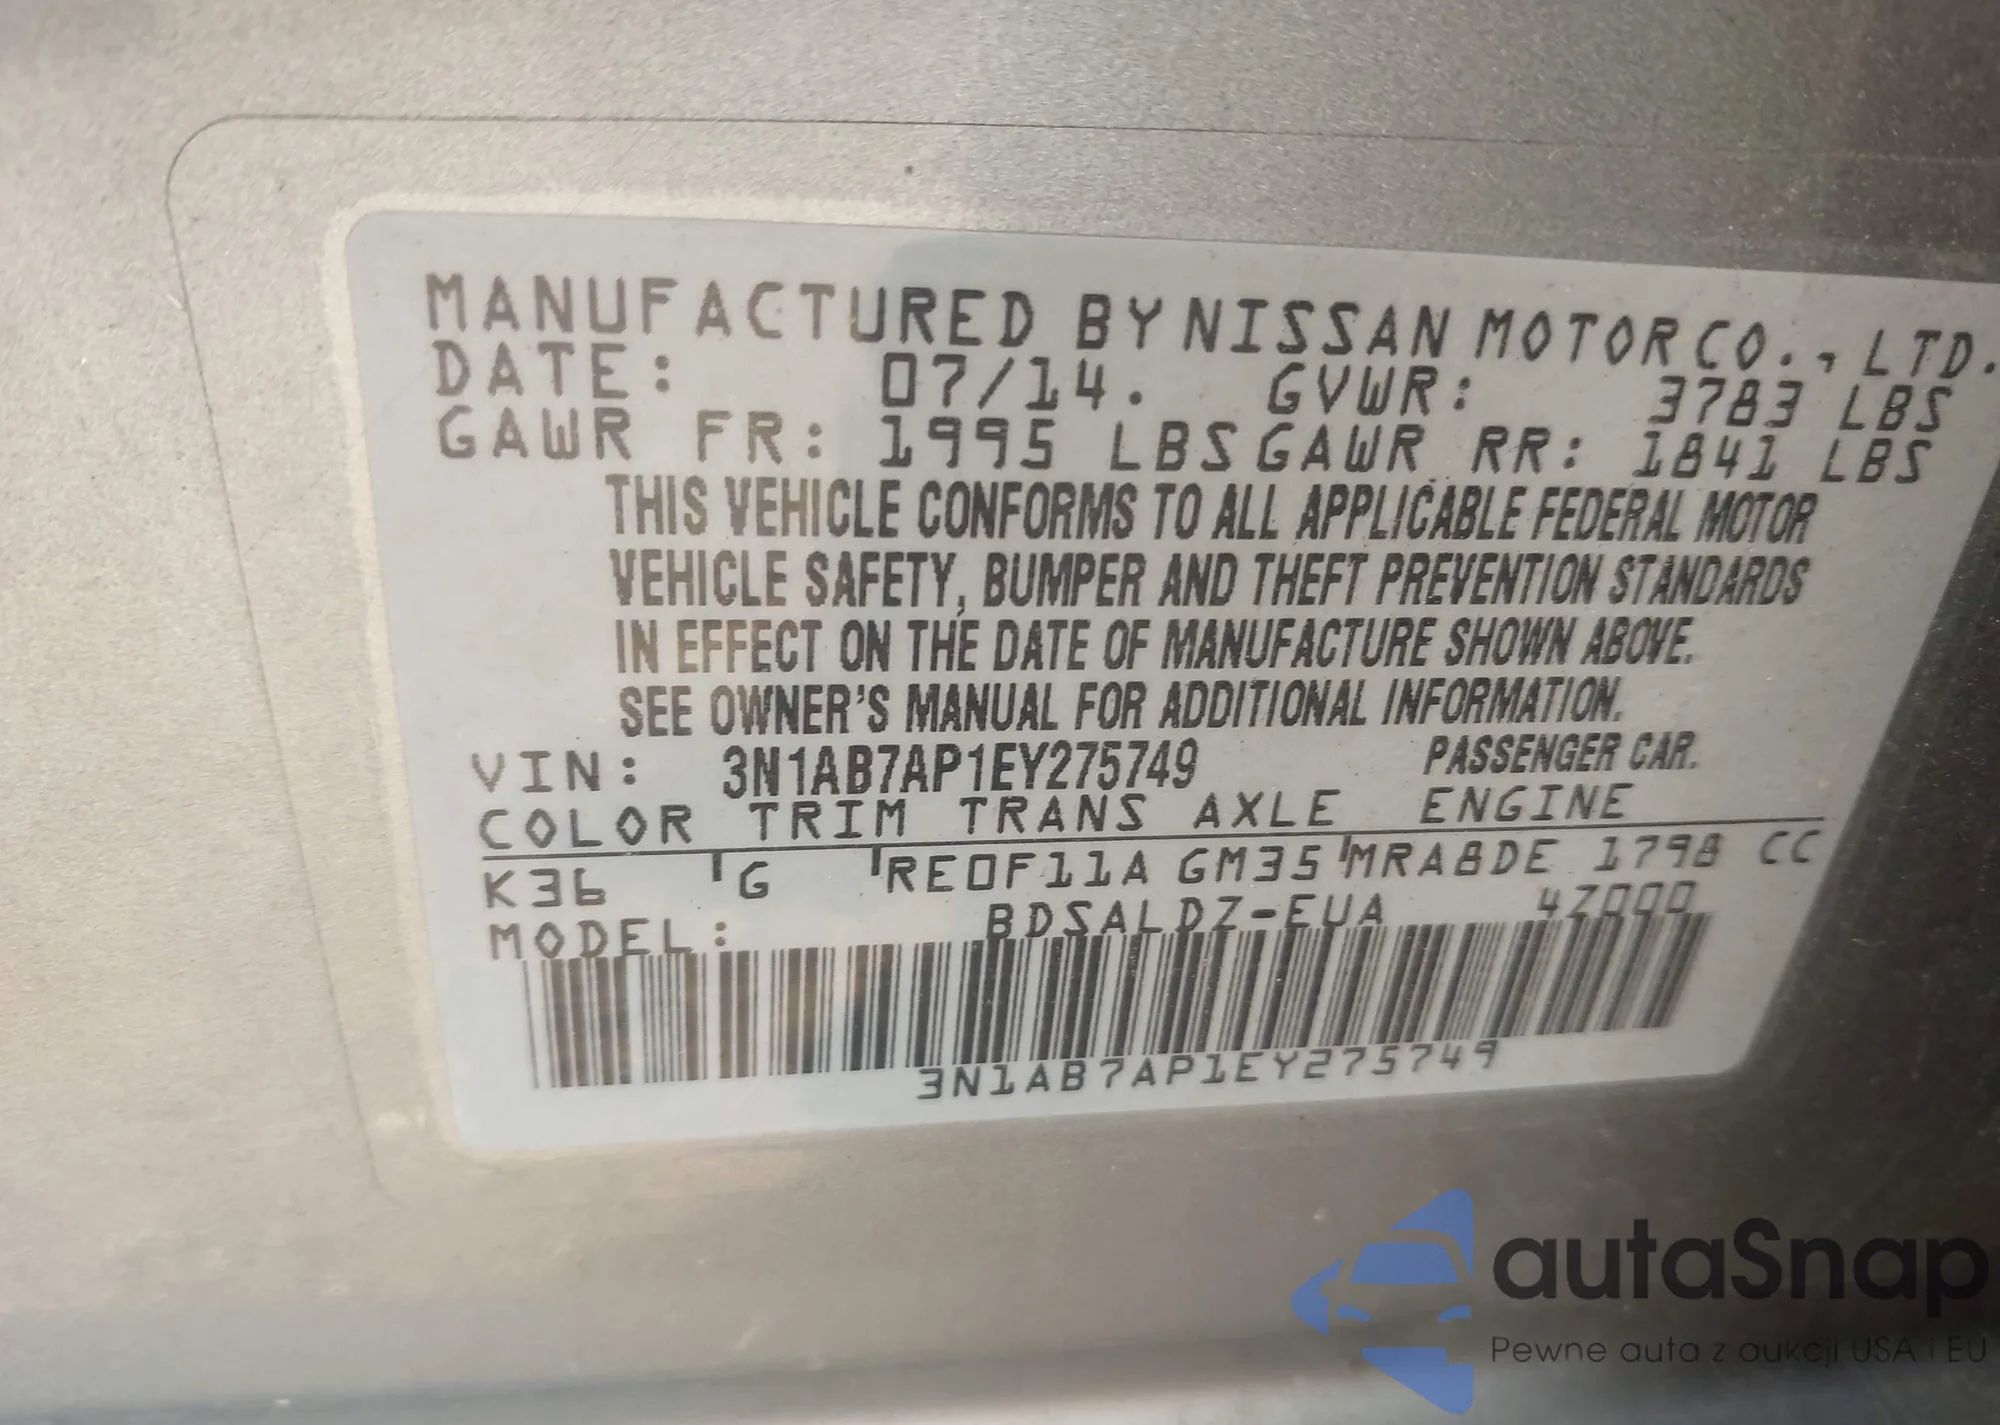 MANUFACTURED BY NISSAN MOTOR CO., LTD.
DATE: 07/14. GVWR: 3783 LBS
GAWR FR: 1995 LBS GAWR RR: 1841 LBS
THIS VEHICLE CONFORMS TO ALL APPLICABLE FEDERAL MOTOR
VEHICLE SAFETY, BUMPER AND THEFT PREVENTION STANDARDS
IN EFFECT ON THE DATE OF MANUFACTURE SHOWN ABOVE.
SEE OWNER'S MANUAL FOR ADDITIONAL INFORMATION.
VIN: 3N1AB7AP1EY275749 PASSENGER CAR.
COLOR TRIM TRANS AXLE ENGINE
K36 G RE0F11A GM35 MRA8DE 1798 CC
MODEL: BDSALDZ-EUA 4Z000
3N1AB7AP1EY275749
autaSnap
Pewne auta z aukcji USA i EU